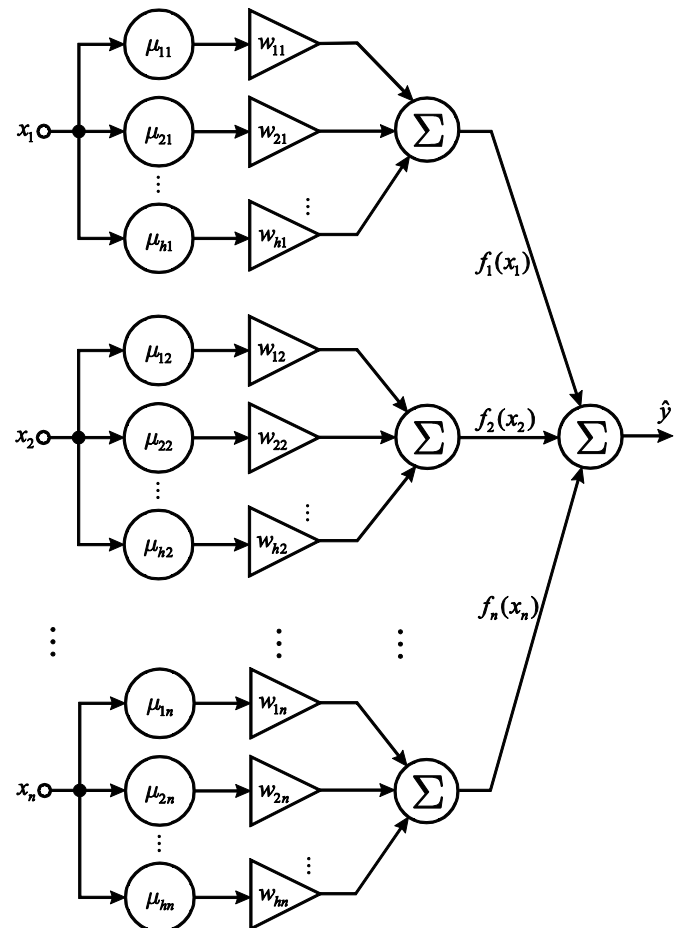 μ₁₁ w₁₁
x₁ μ₂₁ w₂₁ Σ
⋮
μₕ₁ wₕ₁ ⋮
f₁(x₁)
μ₁₂ w₁₂
x₂ μ₂₂ w₂₂ Σ f₂(x₂) Σ ŷ
⋮
μₕ₂ wₕ₂ ⋮
fₙ(xₙ)
⋮ ⋮ ⋮
μ₁ₙ w₁ₙ
xₙ μ₂ₙ w₂ₙ Σ
⋮
μₕₙ wₕₙ ⋮